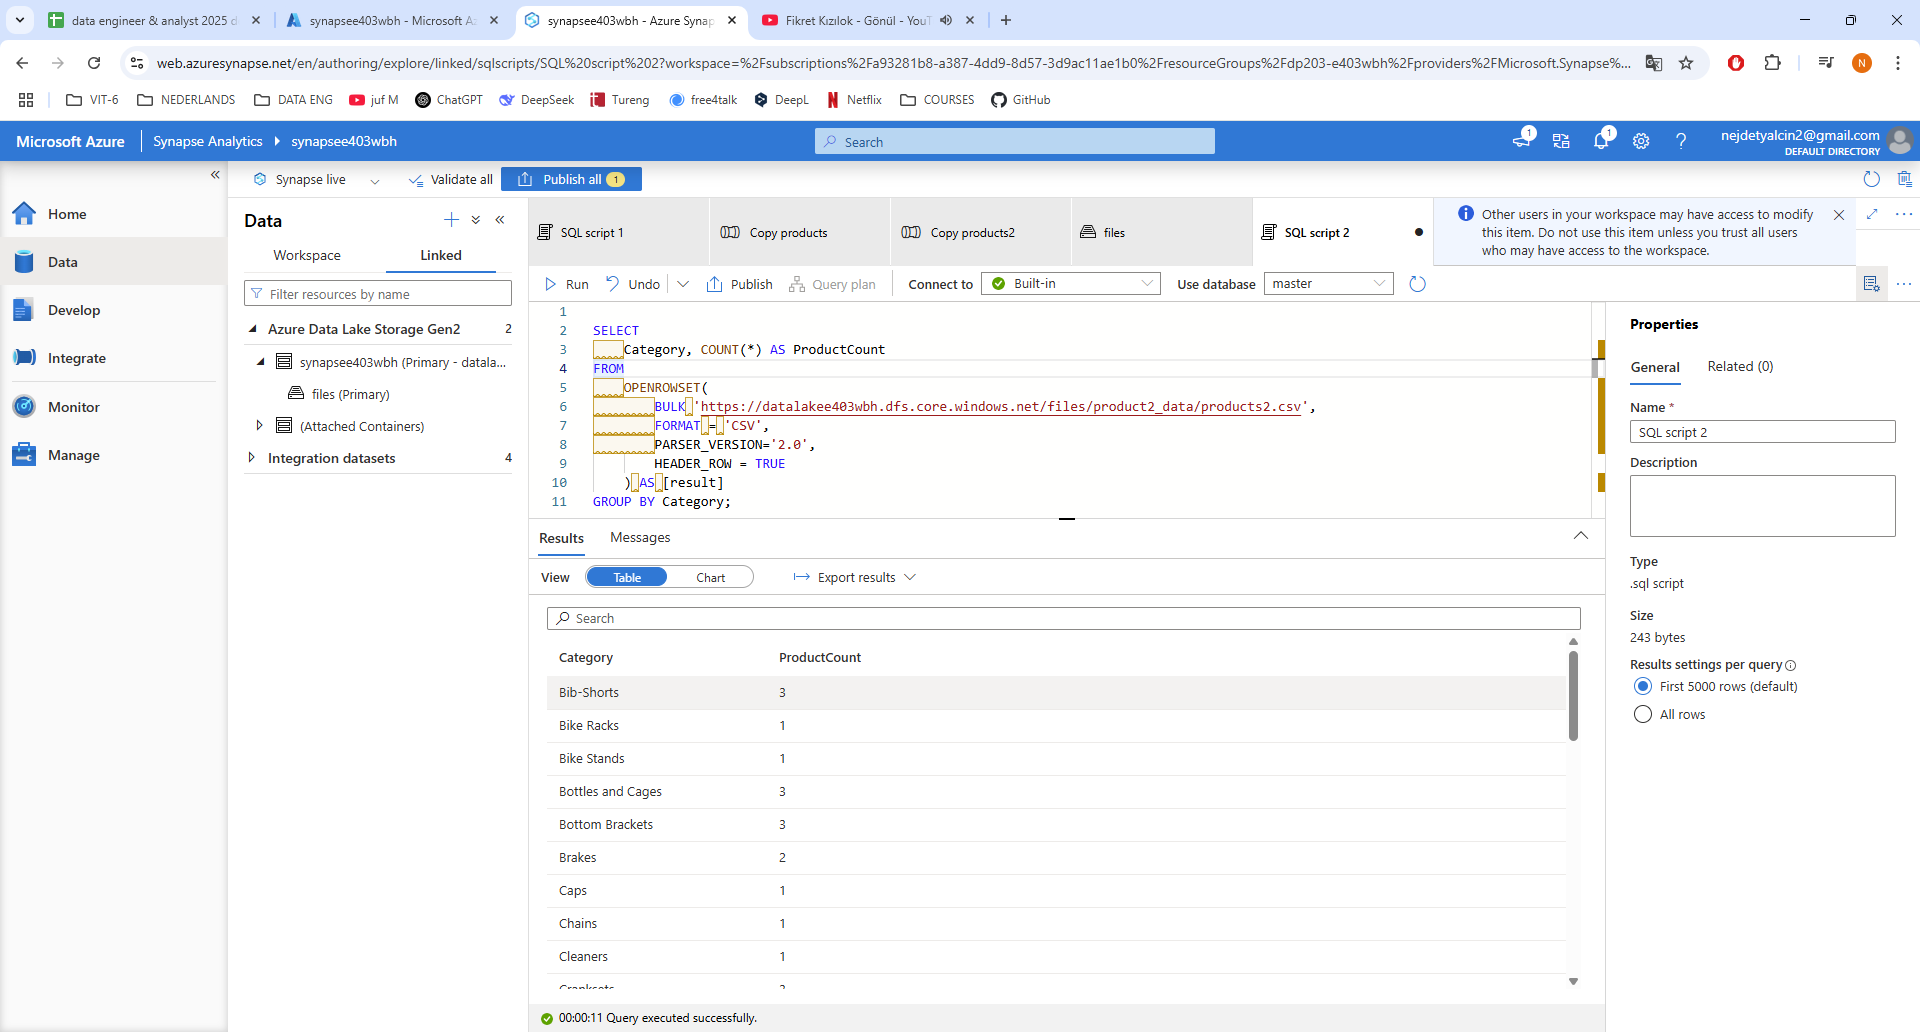 data engineer & analyst 2025 d
synapsee403wbh - Microsoft Az
synapsee403wbh - Azure Synap
Fikret Kızılok - Gönül - YouT
web.azuresynapse.net/en/authoring/explore/linked/sqlscripts/SQL%20script%202?workspace=%2Fsubscriptions%2Fa93281b8-a387-4dd9-8d57-3d9ac11ae1b0%2FresourceGroups%2Fdp203-e403wbh%2Fproviders%2FMicrosoft.Synapse%...
N
VIT-6
NEDERLANDS
DATA ENG
juf M
ChatGPT
DeepSeek
Tureng
free4talk
DeepL
Netflix
COURSES
GitHub
Microsoft Azure
Synapse Analytics
synapsee403wbh
Search
1
1
nejdetyalcin2@gmail.com
DEFAULT DIRECTORY
Synapse live
Validate all
Publish all 1
Home
Data
Develop
Integrate
Monitor
Manage
Data
Workspace
Linked
Filter resources by name
Azure Data Lake Storage Gen2 2
synapsee403wbh (Primary - datala...
files (Primary)
(Attached Containers)
Integration datasets 4
SQL script 1
Copy products
Copy products2
files
SQL script 2
Other users in your workspace may have access to modify
this item. Do not use this item unless you trust all users
who may have access to the workspace.
Run
Undo
Publish
Query plan
Connect to
Built-in
Use database
master
1
2 SELECT
3 Category, COUNT(*) AS ProductCount
4 FROM
5 OPENROWSET(
6 BULK 'https://datalakee403wbh.dfs.core.windows.net/files/product2_data/products2.csv',
7 FORMAT = 'CSV',
8 PARSER_VERSION='2.0',
9 HEADER_ROW = TRUE
10 ) AS [result]
11 GROUP BY Category;
Results
Messages
View
Table
Chart
Export results
Search
Category ProductCount
Bib-Shorts 3
Bike Racks 1
Bike Stands 1
Bottles and Cages 3
Bottom Brackets 3
Brakes 2
Caps 1
Chains 1
Cleaners 1
Cranksets
00:00:11 Query executed successfully.
Properties
General
Related (0)
Name *
SQL script 2
Description
Type
.sql script
Size
243 bytes
Results settings per query
First 5000 rows (default)
All rows